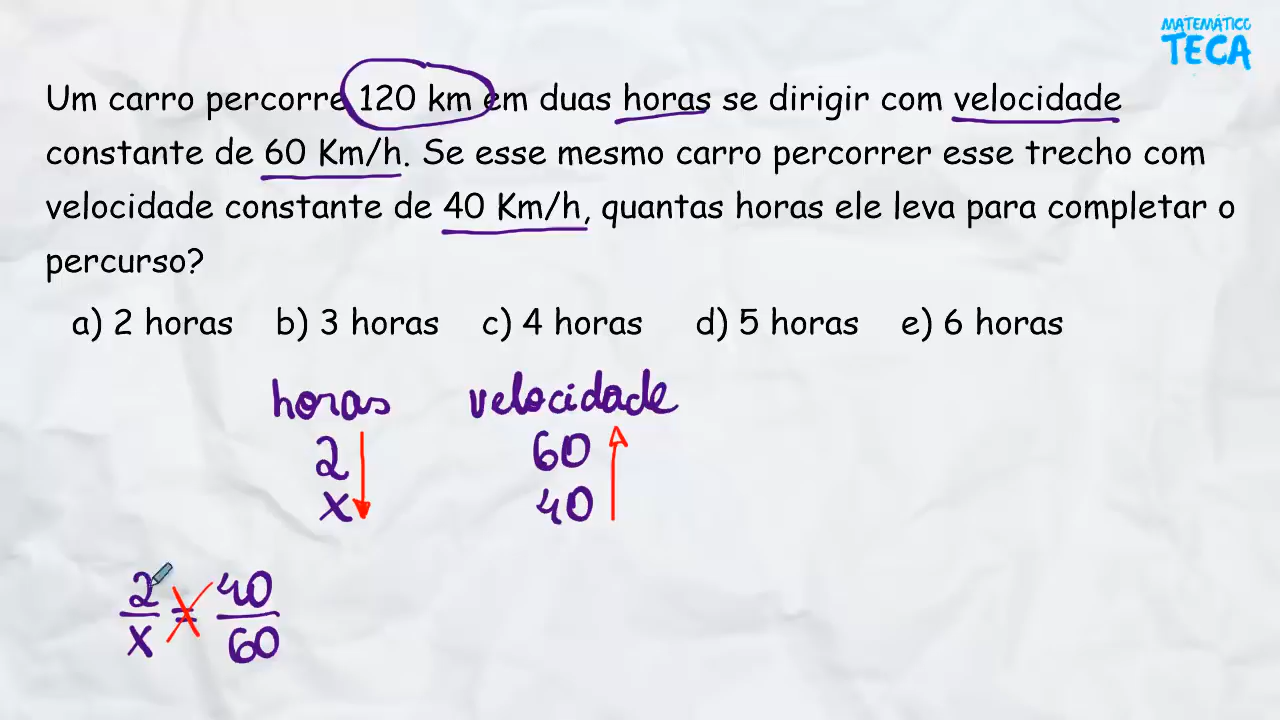 MATEMÁTICO
TECA
Um carro percorre 120 km em duas horas se dirigir com velocidade
constante de 60 Km/h. Se esse mesmo carro percorrer esse trecho com
velocidade constante de 40 Km/h, quantas horas ele leva para completar o
percurso?
a) 2 horas b) 3 horas c) 4 horas d) 5 horas e) 6 horas
horas velocidade
2 60
x 40
2 = 40
x 60